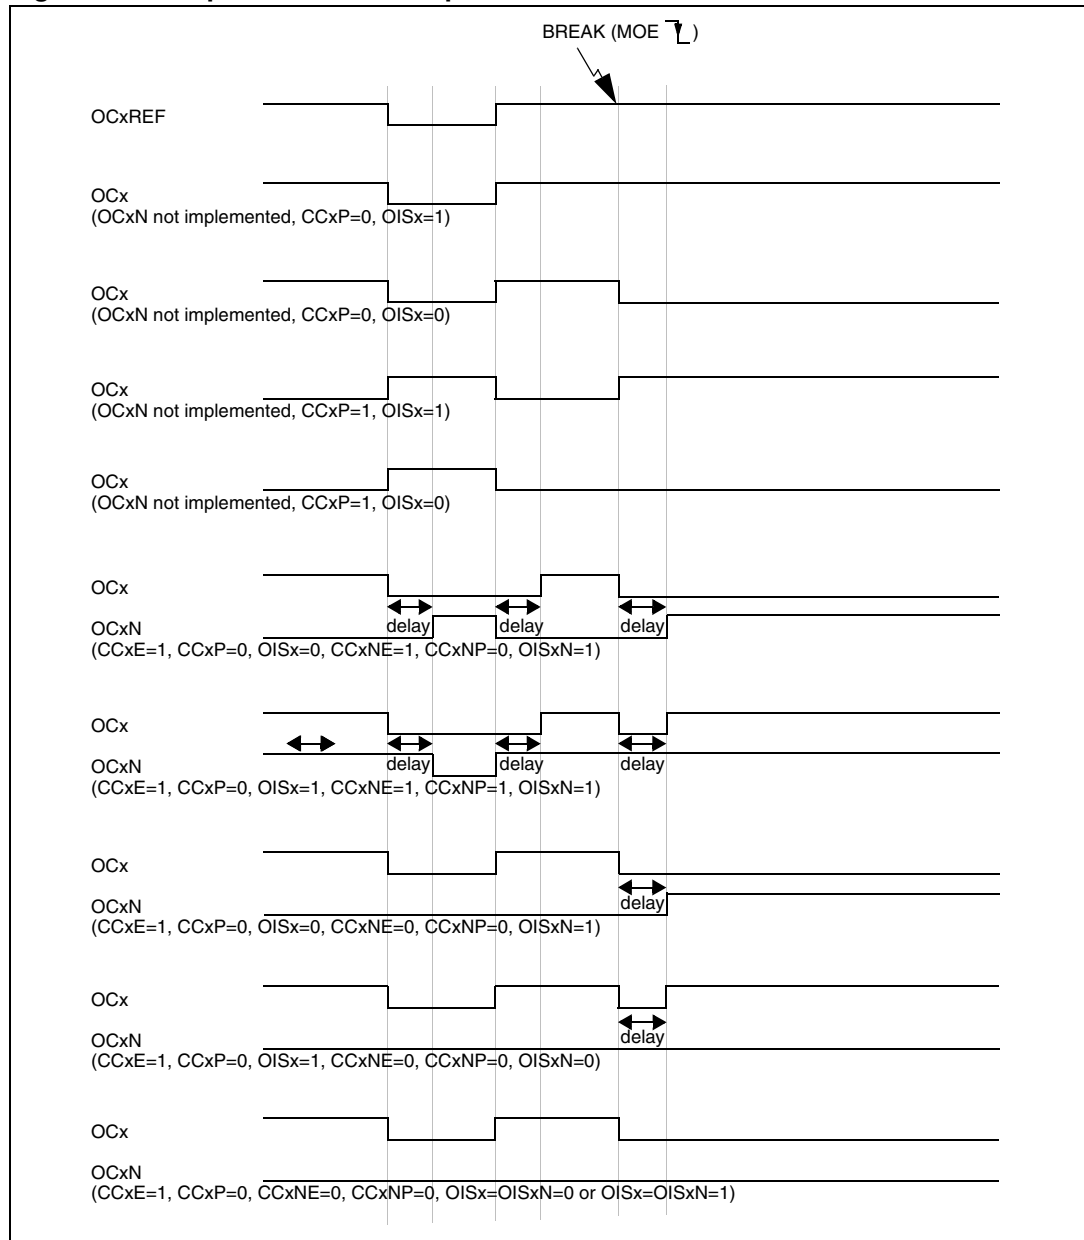 BREAK (MOE )
OCxREF
OCx
(OCxN not implemented, CCxP=0, OISx=1)
OCx
(OCxN not implemented, CCxP=0, OISx=0)
OCx
(OCxN not implemented, CCxP=1, OISx=1)
OCx
(OCxN not implemented, CCxP=1, OISx=0)
OCx
delay delay delay
OCxN
(CCxE=1, CCxP=0, OISx=0, CCxNE=1, CCxNP=0, OISxN=1)
OCx
delay delay delay
OCxN
(CCxE=1, CCxP=0, OISx=1, CCxNE=1, CCxNP=1, OISxN=1)
OCx
delay
OCxN
(CCxE=1, CCxP=0, OISx=0, CCxNE=0, CCxNP=0, OISxN=1)
OCx
delay
OCxN
(CCxE=1, CCxP=0, OISx=1, CCxNE=0, CCxNP=0, OISxN=0)
OCx
OCxN
(CCxE=1, CCxP=0, CCxNE=0, CCxNP=0, OISx=OISxN=0 or OISx=OISxN=1)